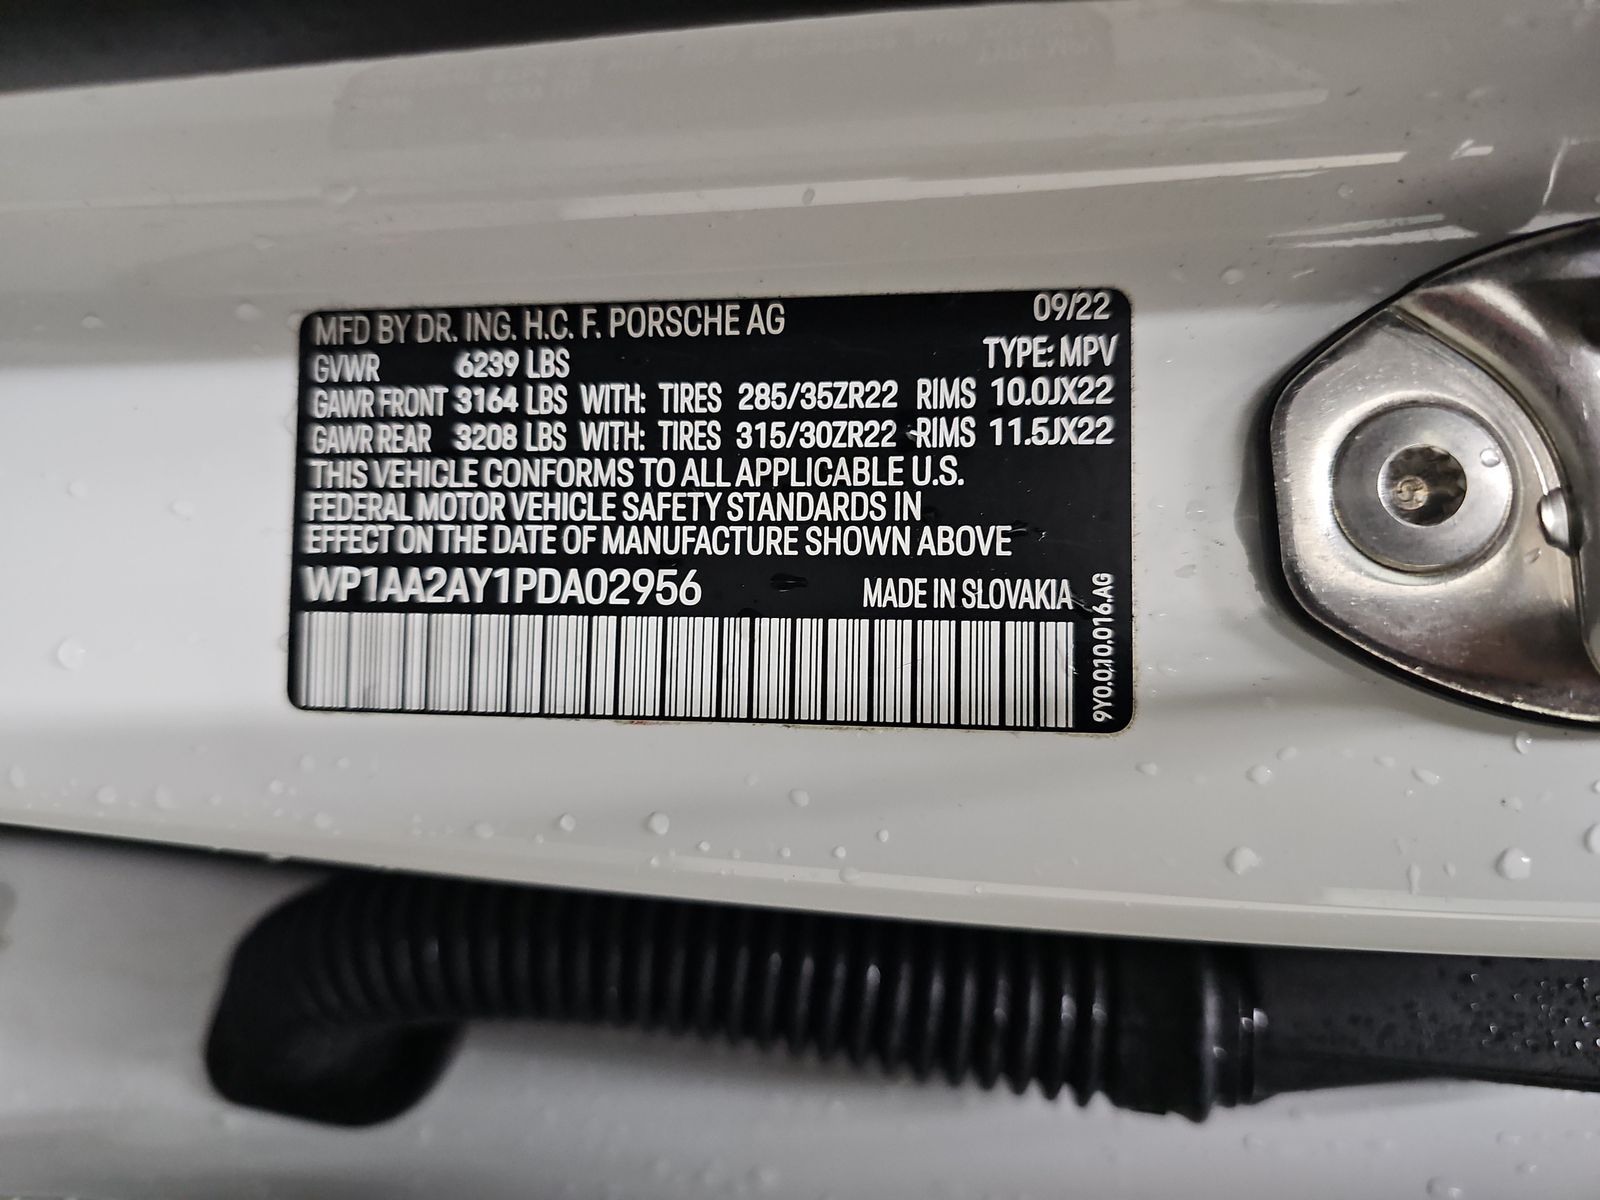 MFD BY DR. ING. H.C. F. PORSCHE AG 09/22
GVWR 6239 LBS TYPE: MPV
GAWR FRONT 3164 LBS WITH: TIRES 285/35ZR22 RIMS 10.0JX22
GAWR REAR 3208 LBS WITH: TIRES 315/30ZR22 RIMS 11.5JX22
THIS VEHICLE CONFORMS TO ALL APPLICABLE U.S.
FEDERAL MOTOR VEHICLE SAFETY STANDARDS IN
EFFECT ON THE DATE OF MANUFACTURE SHOWN ABOVE
WP1AA2AY1PDA02956 MADE IN SLOVAKIA
9Y0.010.016.AG